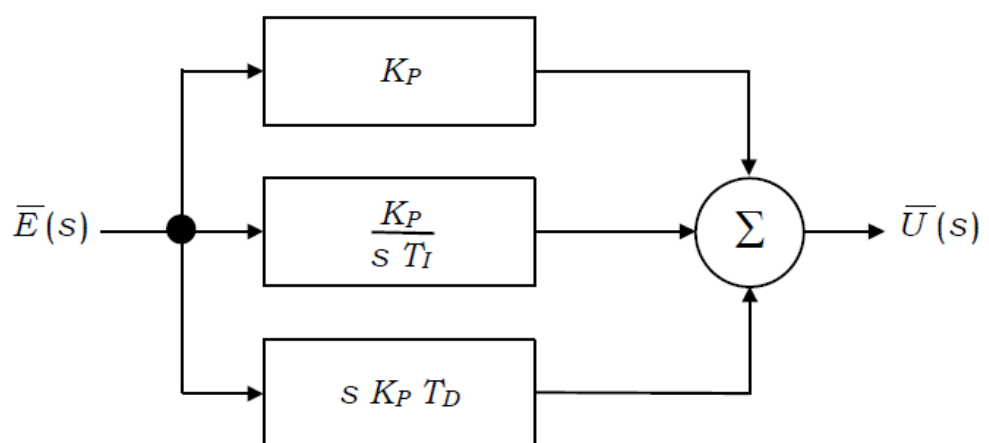 K_P
E̅(s)
K_P
s T_I
Σ
U̅(s)
s K_P T_D